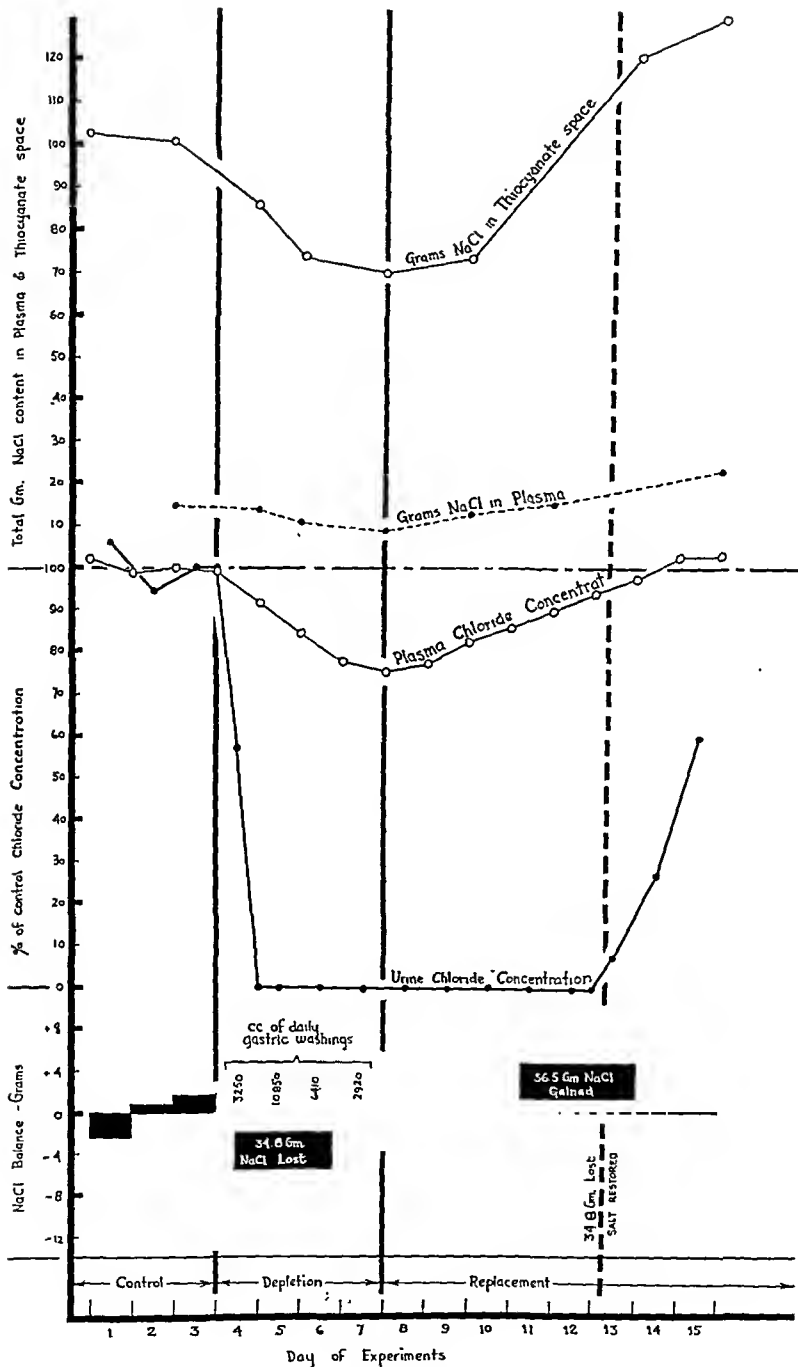 Total Gm. NaCl content in Plasma & Thiocyanate space
120
110
100
90
80
70
60
50
40
30
20
10
Grams NaCl in Thiocyanate space
Grams NaCl in Plasma
% of control Chloride Concentration
100
90
80
70
60
50
40
30
20
10
0
Plasma Chloride Concentrat
Urine Chloride Concentration
NaCl Balance - Grams
+8
+4
0
-4
-8
-12
cc of daily
gastric washings
3250
10850
6410
2920
34.8 Gm
NaCl Lost
36.5 Gm NaCl
Gained
34.8 Gm. Lost
SALT RESTORED
Control
Depletion
Replacement
1 2 3 4 5 6 7 8 9 10 11 12 13 14 15
Day of Experiments